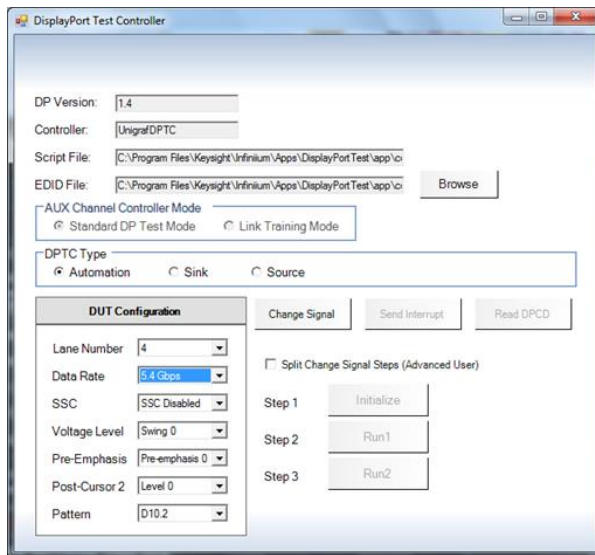 DisplayPort Test Controller
DP Version: 1.4
Controller: UnigrafDPTC
Script File: C:\Program Files\Keysight\Infiniium\Apps\DisplayPortTest\app\c
EDID File: C:\Program Files\Keysight\Infiniium\Apps\DisplayPortTest\app\c Browse
AUX Channel Controller Mode
Standard DP Test Mode Link Training Mode
DPTC Type
Automation Sink Source
DUT Configuration Change Signal Send Interrupt Read DPCD
Lane Number 4
Split Change Signal Steps (Advanced User)
Data Rate 5.4 Gbps
SSC SSC Disabled Step 1 Initialize
Voltage Level Swing 0 Step 2 Run1
Pre-Emphasis Pre-emphasis 0
Step 3 Run2
Post-Cursor 2 Level 0
Pattern D10.2